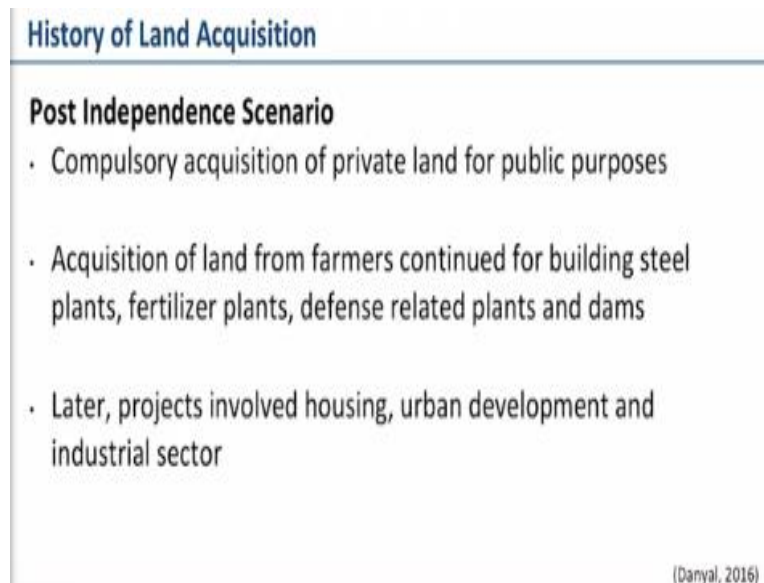 History of Land Acquisition
Post Independence Scenario
· Compulsory acquisition of private land for public purposes
· Acquisition of land from farmers continued for building steel
plants, fertilizer plants, defense related plants and dams
· Later, projects involved housing, urban development and
industrial sector
(Danyal, 2016)